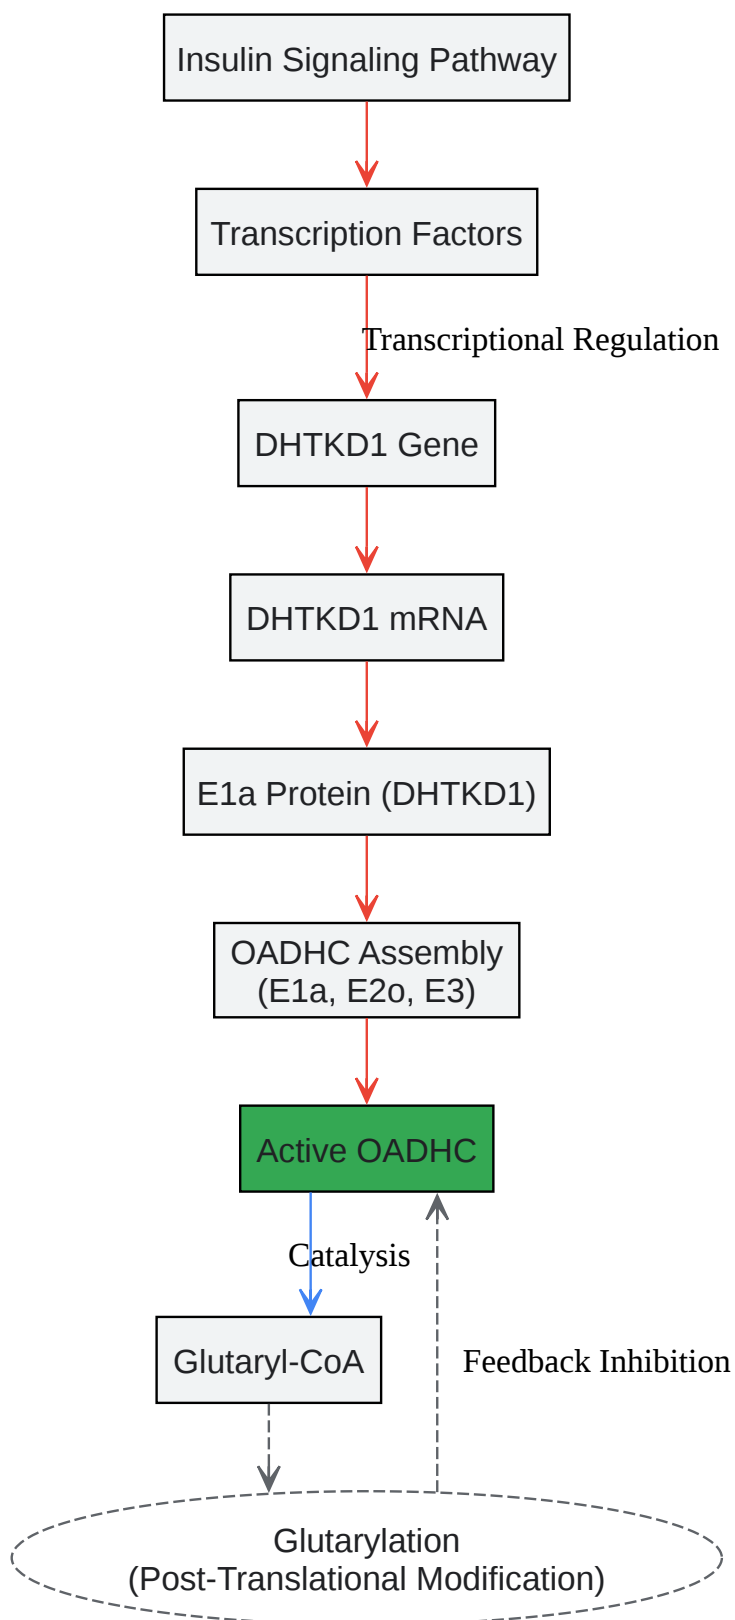 Insulin Signaling Pathway
Transcription Factors
Transcriptional Regulation
DHTKD1 Gene
DHTKD1 mRNA
E1a Protein (DHTKD1)
OADHC Assembly
(E1a, E2o, E3)
Active OADHC
Catalysis
Glutaryl-CoA
Feedback Inhibition
Glutarylation
(Post-Translational Modification)